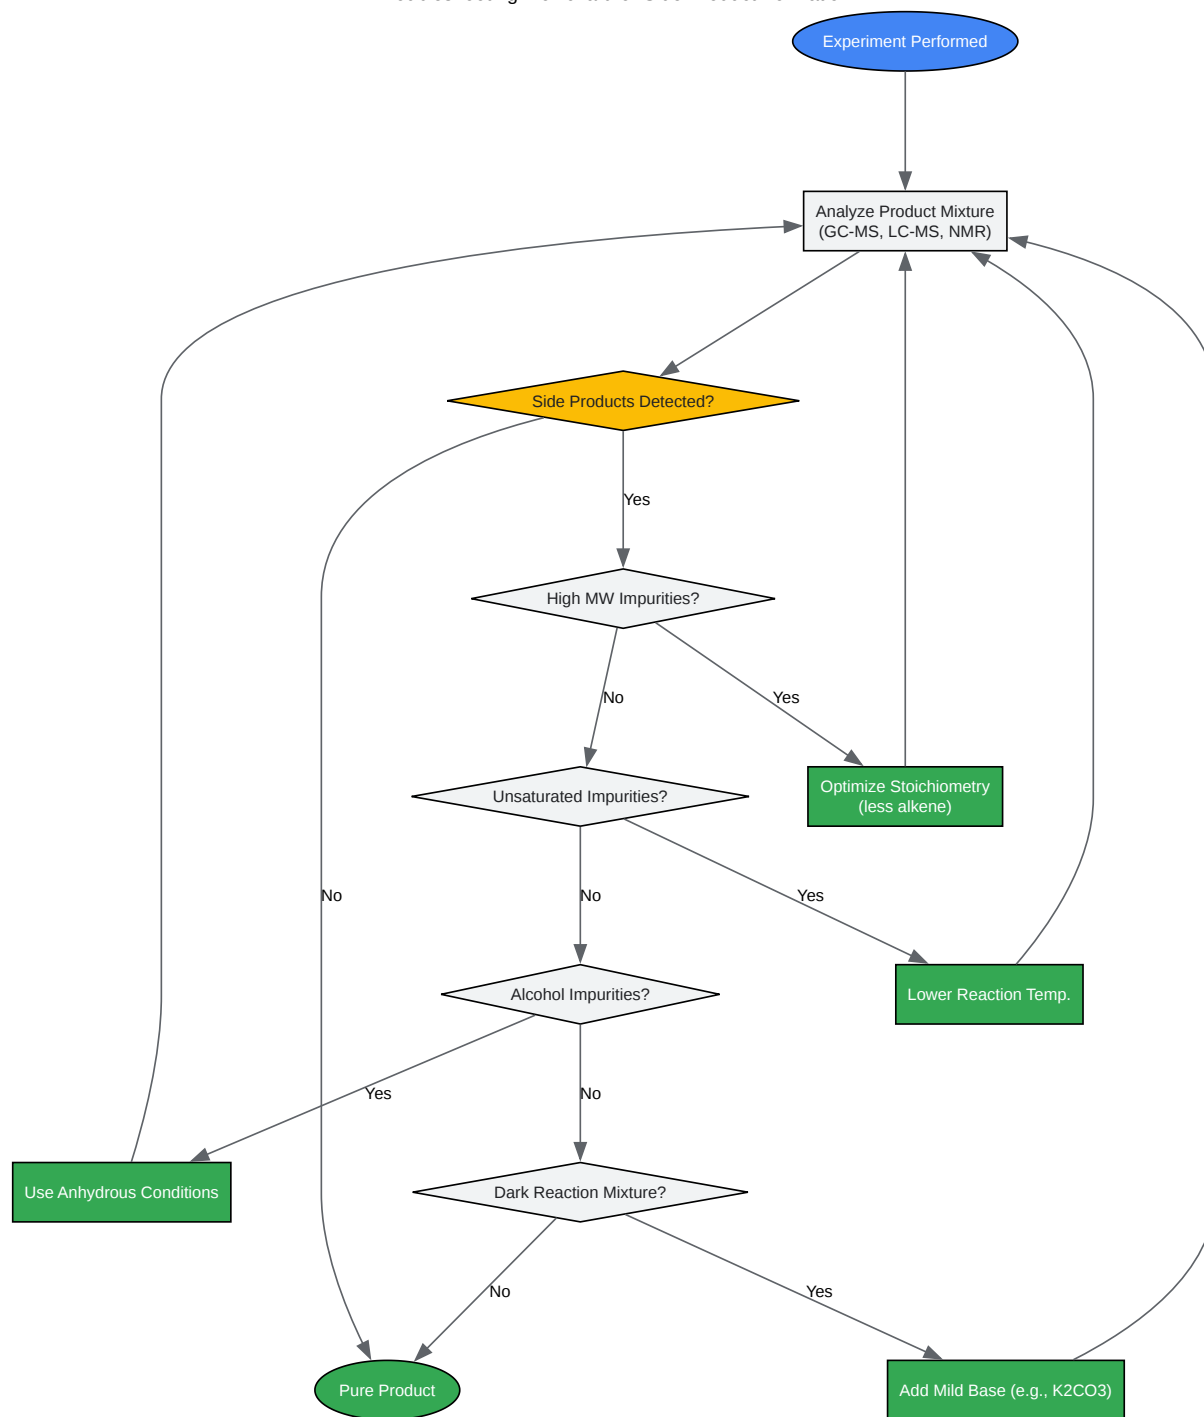 Experiment Performed
Analyze Product Mixture
(GC-MS, LC-MS, NMR)
Side Products Detected?
Yes
High MW Impurities?
No
Yes
Unsaturated Impurities?
Optimize Stoichiometry
(less alkene)
No
No
Yes
Alcohol Impurities?
Lower Reaction Temp.
Yes
No
Use Anhydrous Conditions
Dark Reaction Mixture?
No
Yes
Pure Product
Add Mild Base (e.g., K2CO3)